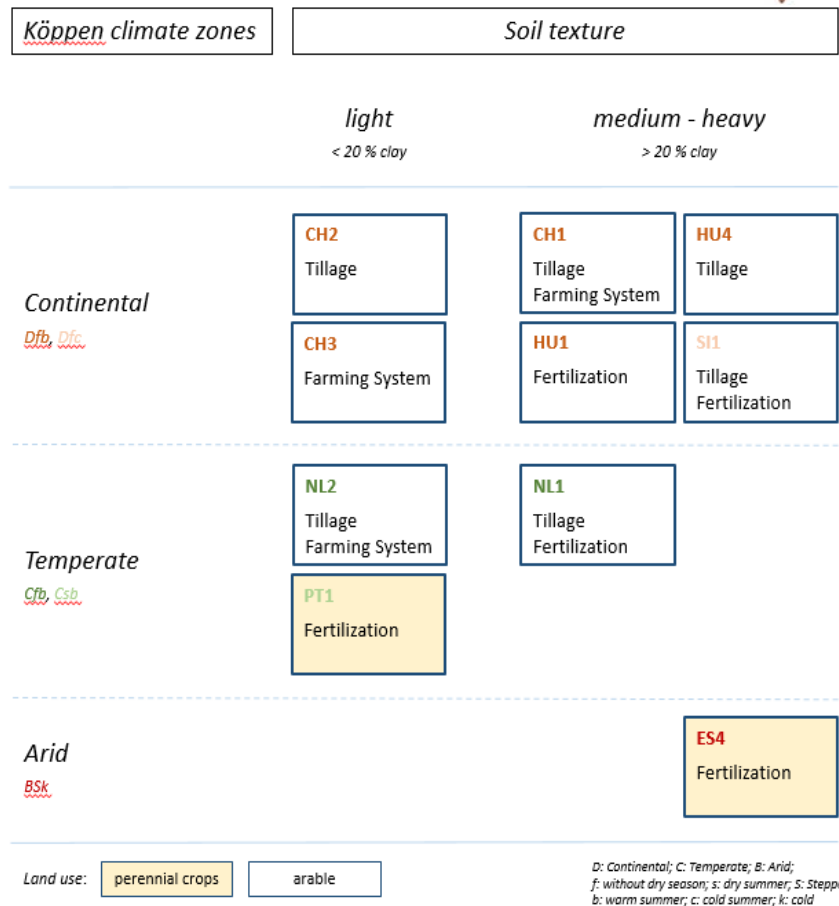 Köppen climate zones
Soil texture
light
medium - heavy
< 20 % clay
> 20 % clay
Continental
Dfb, Dfc
CH2
Tillage
CH1
Tillage
Farming System
HU4
Tillage
CH3
Farming System
HU1
Fertilization
SI1
Tillage
Fertilization
Temperate
Cfb, Csb
NL2
Tillage
Farming System
NL1
Tillage
Fertilization
PT1
Fertilization
Arid
BSk
ES4
Fertilization
Land use:
perennial crops
arable
D: Continental; C: Temperate; B: Arid;
f: without dry season; s: dry summer; S: Stepp
b: warm summer; c: cold summer; k: cold